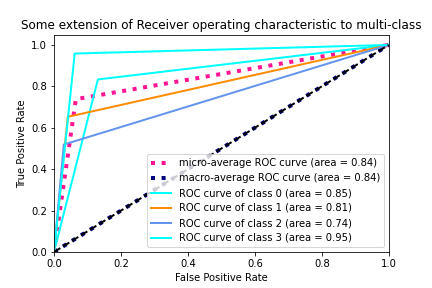 Some extension of Receiver operating characteristic to multi-class
1.0
0.8
0.6
0.4
0.2
0.0
True Positive Rate
micro-average ROC curve (area = 0.84)
macro-average ROC curve (area = 0.84)
ROC curve of class 0 (area = 0.85)
ROC curve of class 1 (area = 0.81)
ROC curve of class 2 (area = 0.74)
ROC curve of class 3 (area = 0.95)
0.0 0.2 0.4 0.6 0.8 1.0
False Positive Rate